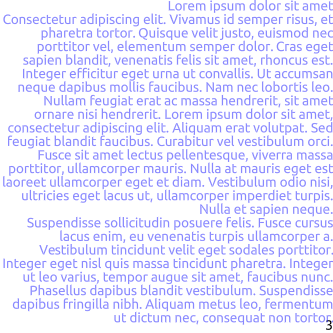 Lorem ipsum dolor sit amet
Consectetur adipiscing elit. Vivamus id semper risus, et
pharetra tortor. Quisque velit justo, euismod nec
porttitor vel, elementum semper dolor. Cras eget
sapien blandit, venenatis felis sit amet, rhoncus est.
Integer efficitur eget urna ut convallis. Ut accumsan
neque dapibus mollis faucibus. Nam nec lobortis leo.
Nullam feugiat erat ac massa hendrerit, sit amet
ornare nisi hendrerit. Lorem ipsum dolor sit amet,
consectetur adipiscing elit. Aliquam erat volutpat. Sed
feugiat blandit faucibus. Curabitur vel vestibulum orci.
Fusce sit amet lectus pellentesque, viverra massa
porttitor, ullamcorper mauris. Nulla at mauris eget est
laoreet ullamcorper eget et diam. Vestibulum odio nisi,
ultricies eget lacus ut, ullamcorper imperdiet turpis.
Nulla et sapien neque.
Suspendisse sollicitudin posuere felis. Fusce cursus
lacus enim, eu venenatis turpis ullamcorper a.
Vestibulum tincidunt velit eget sodales porttitor.
Integer eget nisl quis massa tincidunt pharetra. Integer
ut leo varius, tempor augue sit amet, faucibus nunc.
Phasellus dapibus blandit vestibulum. Suspendisse
dapibus fringilla nibh. Aliquam metus leo, fermentum
ut dictum nec, consequat non tortor.
3